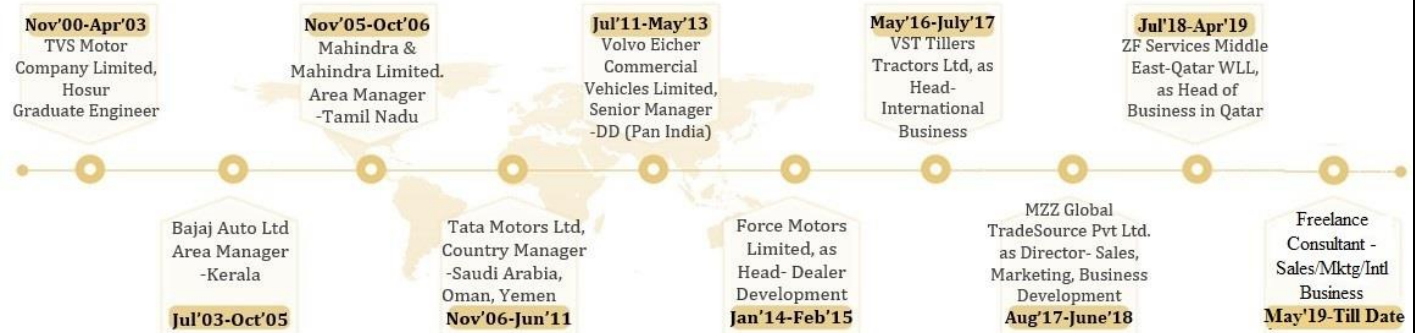 Nov’00-Apr’03
TVS Motor
Company Limited,
Hosur
Graduate Engineer
Jul’03-Oct’05
Bajaj Auto Ltd
Area Manager
-Kerala
Nov’05-Oct’06
Mahindra &
Mahindra Limited.
Area Manager
-Tamil Nadu
Tata Motors Ltd,
Country Manager
-Saudi Arabia,
Oman, Yemen
Nov’06-Jun’11
Jul’11-May’13
Volvo Eicher
Commercial
Vehicles Limited,
Senior Manager
-DD (Pan India)
Force Motors
Limited, as
Head- Dealer
Development
Jan’14-Feb’15
May’16-July’17
VST Tillers
Tractors Ltd, as
Head-
International
Business
MZZ Global
TradeSource Pvt Ltd.
as Director- Sales,
Marketing, Business
Development
Aug'17-June’18
Jul'18-Apr’19
ZF Services Middle
East-Qatar WLL,
as Head of
Business in Qatar
Freelance
Consultant -
Sales/Mktg/Intl
Business
May'19-Till Date